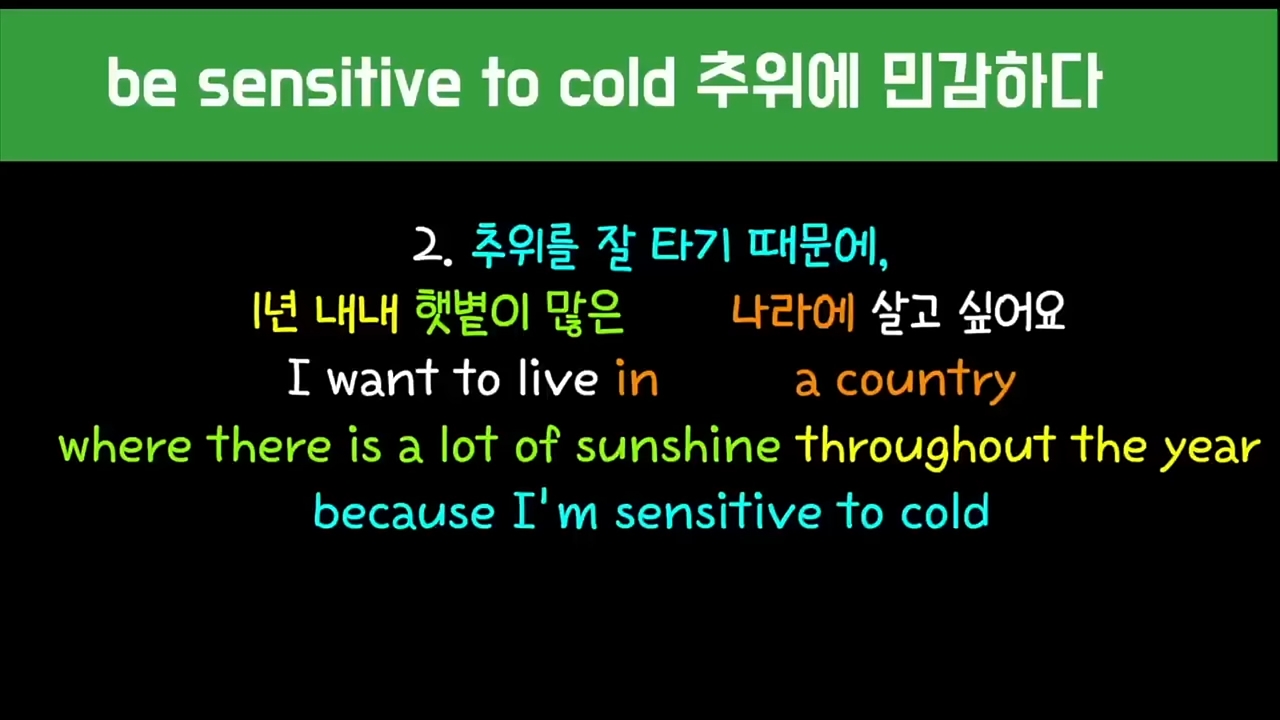 be sensitive to cold 추위에 민감하다
2. 추위를 잘 타기 때문에,
1년 내내 햇볕이 많은 나라에 살고 싶어요
I want to live in a country
where there is a lot of sunshine throughout the year
because I'm sensitive to cold